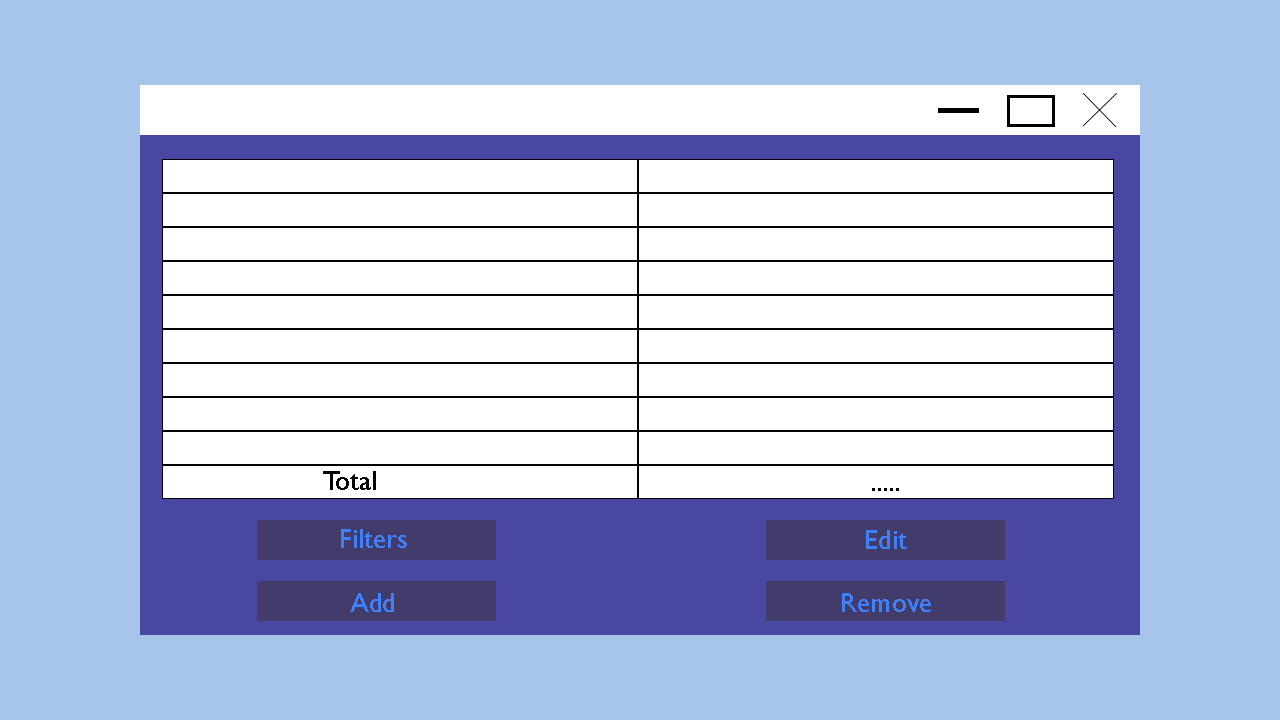 Total
.....
Filters
Edit
Add
Remove